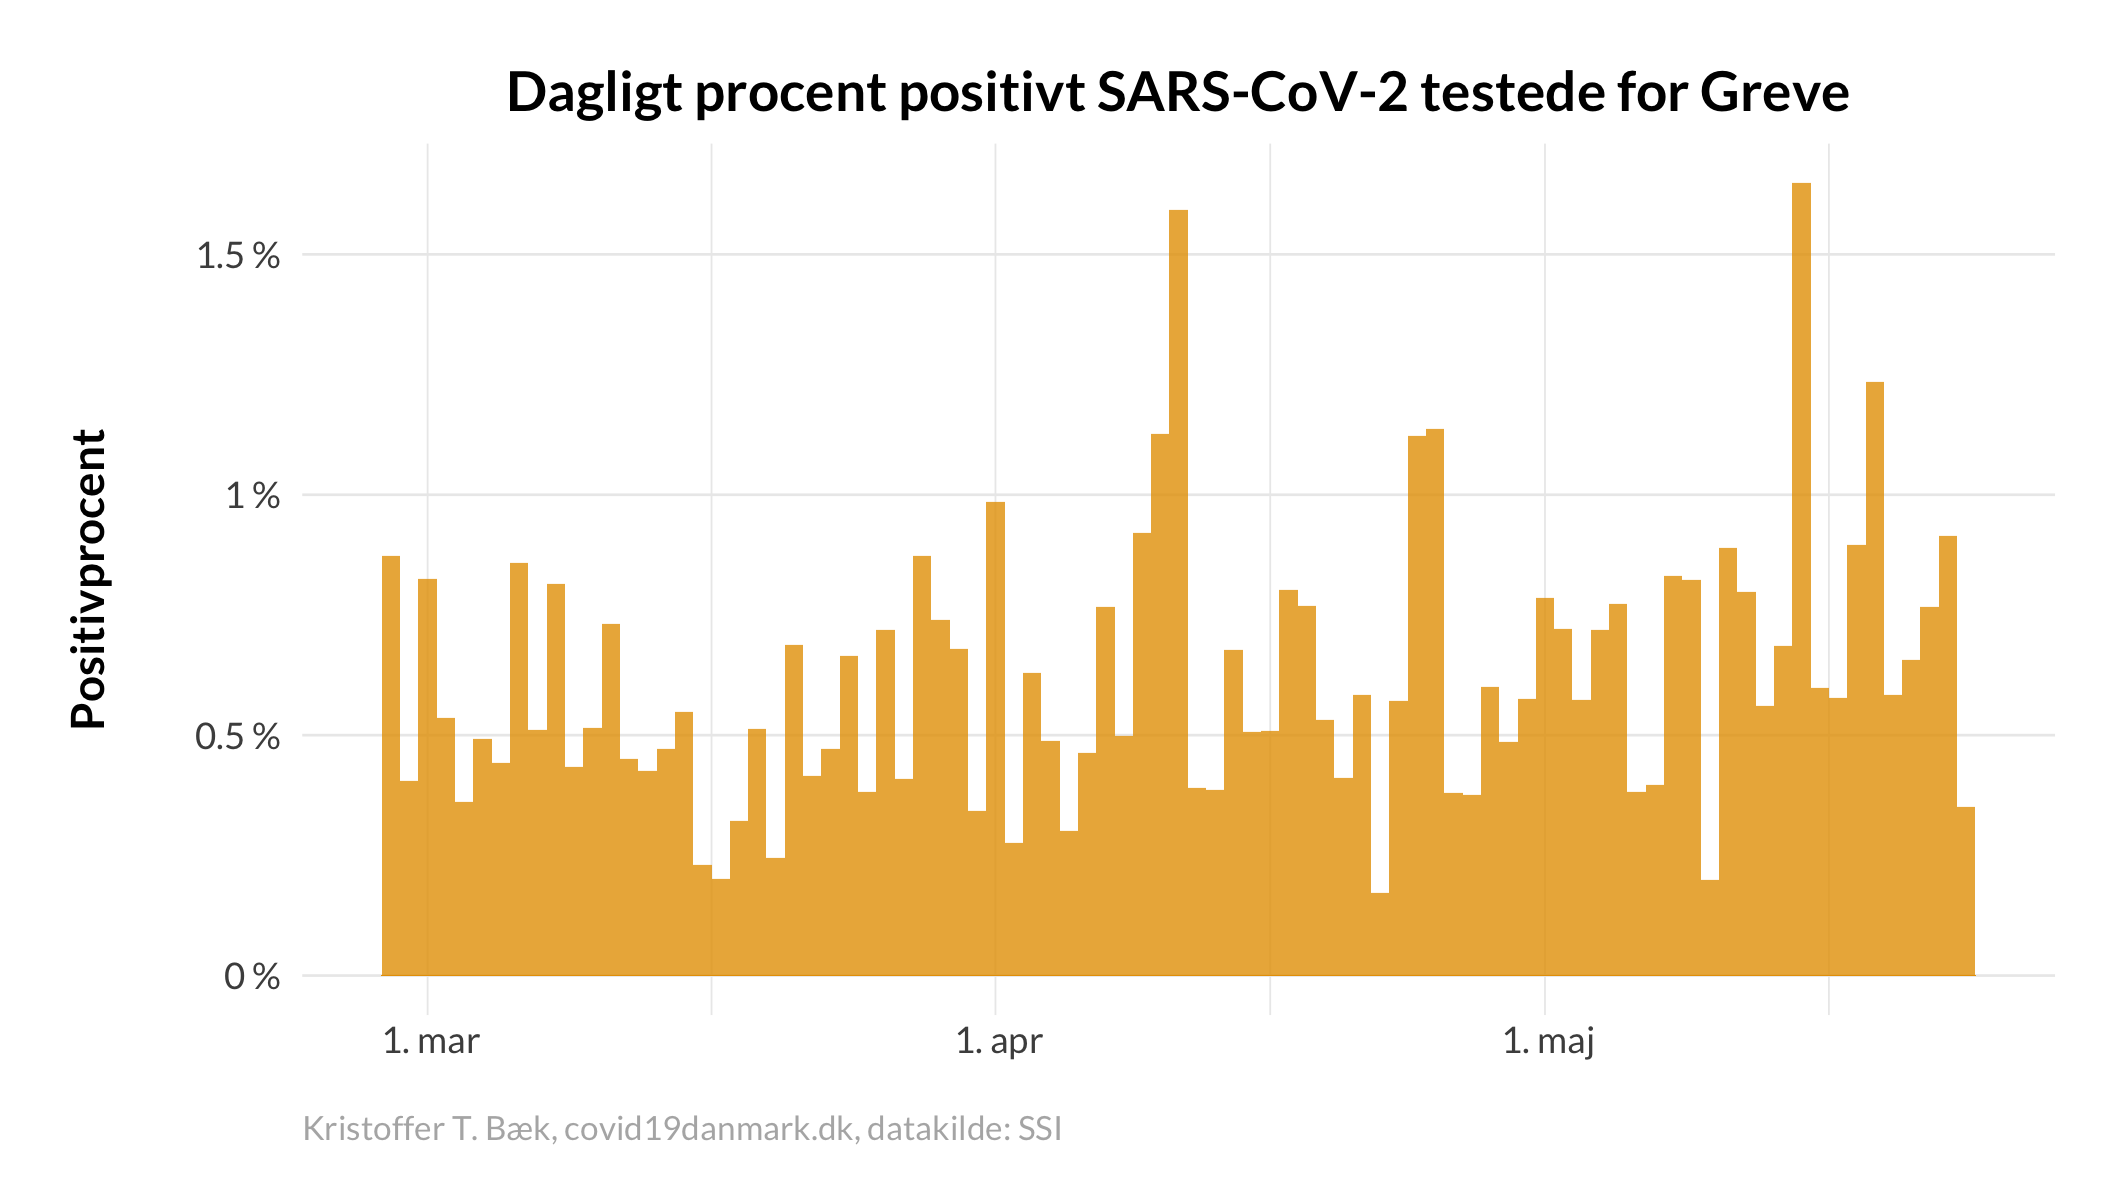 Dagligt procent positivt SARS-CoV-2 testede for Greve
Positivprocent
1.5 %
1 %
0.5 %
0 %
1. mar
1. apr
1. maj
Kristoffer T. Bæk, covid19danmark.dk, datakilde: SSI